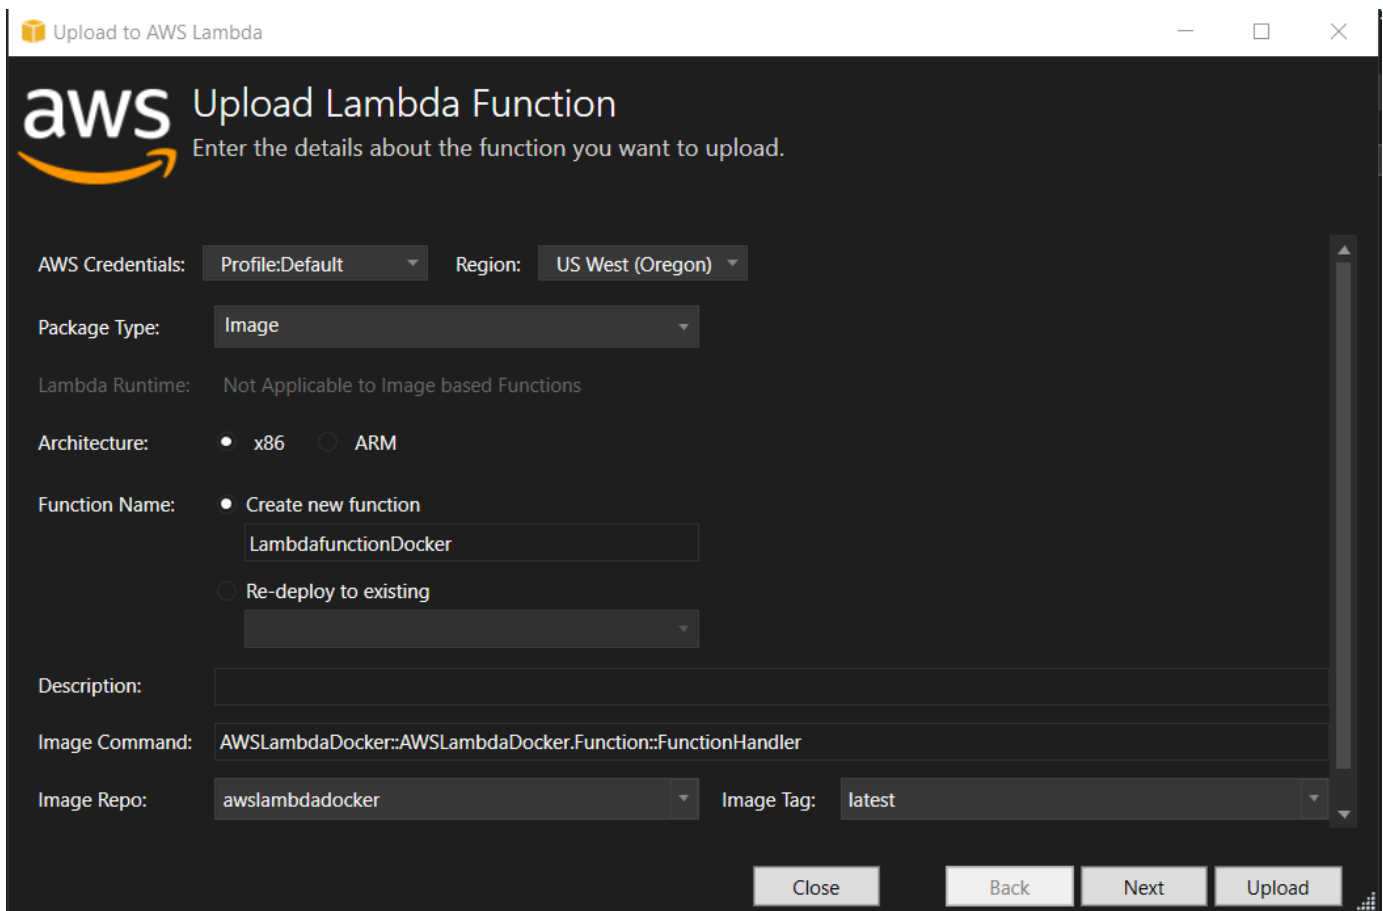 Upload to AWS Lambda
aws
Upload Lambda Function
Enter the details about the function you want to upload.
AWS Credentials: Profile:Default Region: US West (Oregon)
Package Type: Image
Lambda Runtime: Not Applicable to Image based Functions
Architecture: x86 ARM
Function Name: Create new function
LambdafunctionDocker
Re-deploy to existing
Description:
Image Command: AWSLambdaDocker::AWSLambdaDocker.Function::FunctionHandler
Image Repo: awslambdadocker Image Tag: latest
Close Back Next Upload